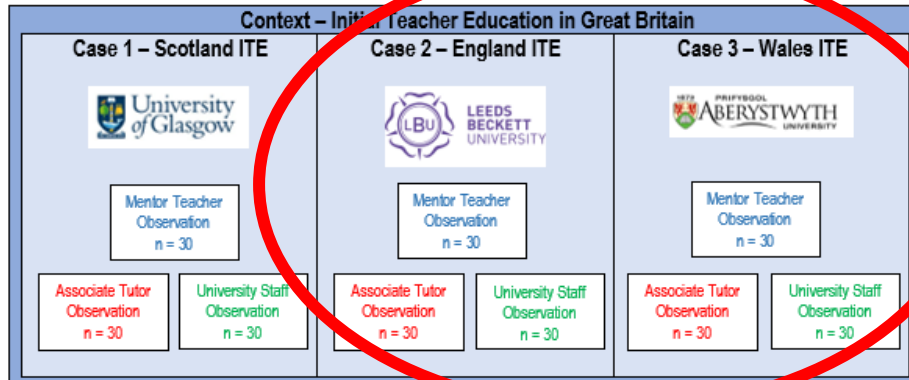 Context – Initial Teacher Education in Great Britain
Case 1 – Scotland ITE
University
of Glasgow
Mentor Teacher
Observation
n = 30
Associate Tutor
Observation
n = 30
University Staff
Observation
n = 30
Case 2 – England ITE
LBU
LEEDS
BECKETT
UNIVERSITY
Mentor Teacher
Observation
n = 30
Associate Tutor
Observation
n = 30
University Staff
Observation
n = 30
Case 3 – Wales ITE
1872
PRIFYSGOL
ABERYSTWYTH
UNIVERSITY
Mentor Teacher
Observation
n = 30
Associate Tutor
Observation
n = 30
University Staff
Observation
n = 30